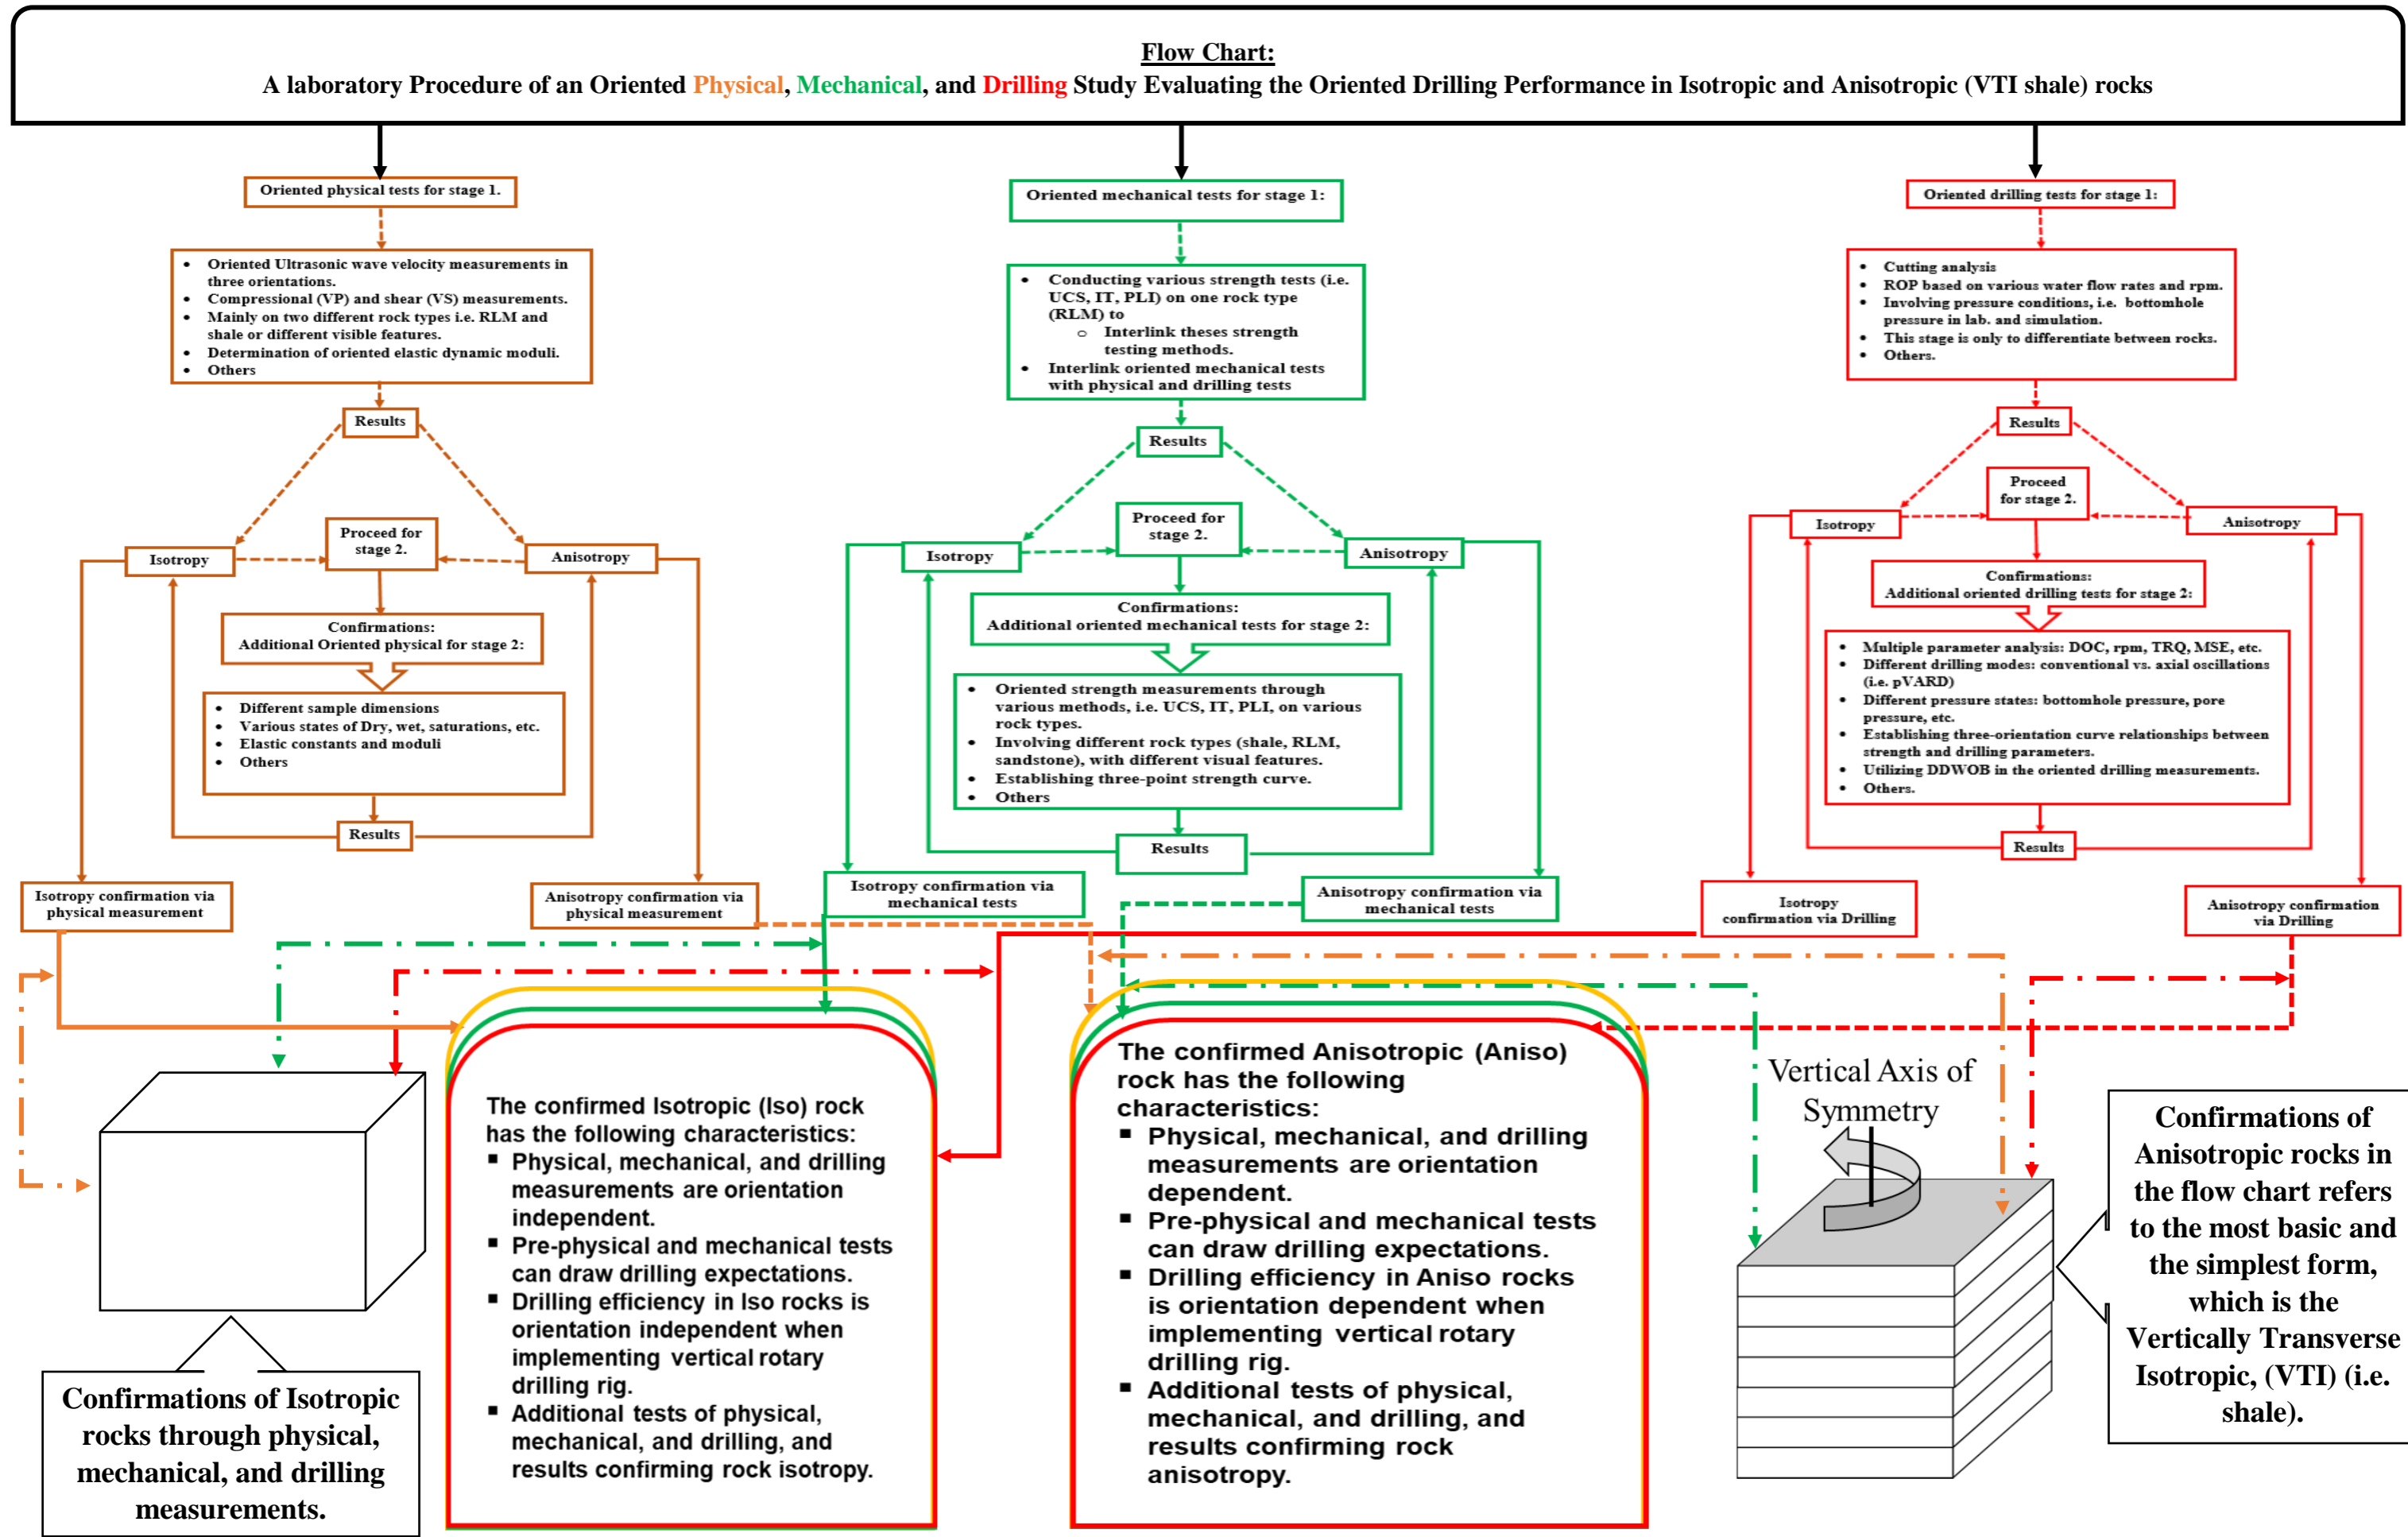 Flow Chart:
A laboratory Procedure of an Oriented Physical, Mechanical, and Drilling Study Evaluating the Oriented Drilling Performance in Isotropic and Anisotropic (VTI shale) rocks
Oriented physical tests for stage 1.
• Oriented Ultrasonic wave velocity measurements in
three orientations.
• Compressional (VP) and shear (VS) measurements.
• Mainly on two different rock types i.e. RLM and
shale or different visible features.
• Determination of oriented elastic dynamic moduli.
• Others
Results
Isotropy
Proceed for
stage 2.
Anisotropy
Confirmations:
Additional Oriented physical for stage 2:
• Different sample dimensions
• Various states of Dry, wet, saturations, etc.
• Elastic constants and moduli
• Others
Results
Isotropy confirmation via
physical measurement
Anisotropy confirmation via
physical measurement
Oriented mechanical tests for stage 1:
• Conducting various strength tests (i.e.
UCS, IT, PLI) on one rock type
(RLM) to
o Interlink theses strength
testing methods.
• Interlink oriented mechanical tests
with physical and drilling tests
Results
Isotropy
Proceed for
stage 2.
Anisotropy
Confirmations:
Additional oriented mechanical tests for stage 2:
• Oriented strength measurements through
various methods, i.e. UCS, IT, PLI, on various
rock types.
• Involving different rock types (shale, RLM,
sandstone), with different visual features.
• Establishing three-point strength curve.
• Others
Results
Isotropy confirmation via
mechanical tests
Anisotropy confirmation via
mechanical tests
Oriented drilling tests for stage 1:
• Cutting analysis
• ROP based on various water flow rates and rpm.
• Involving pressure conditions, i.e. bottomhole
pressure in lab. and simulation.
• This stage is only to differentiate between rocks.
• Others.
Results
Isotropy
Proceed
for stage 2.
Anisotropy
Confirmations:
Additional oriented drilling tests for stage 2:
• Multiple parameter analysis: DOC, rpm, TRQ, MSE, etc.
• Different drilling modes: conventional vs. axial oscillations
(i.e. pVARD)
• Different pressure states: bottomhole pressure, pore
pressure, etc.
• Establishing three-orientation curve relationships between
strength and drilling parameters.
• Utilizing DDWOB in the oriented drilling measurements.
• Others.
Results
Isotropy
confirmation via Drilling
Anisotropy confirmation
via Drilling
Confirmations of Isotropic
rocks through physical,
mechanical, and drilling
measurements.
The confirmed Isotropic (Iso) rock
has the following characteristics:
▪ Physical, mechanical, and drilling
measurements are orientation
independent.
▪ Pre-physical and mechanical tests
can draw drilling expectations.
▪ Drilling efficiency in Iso rocks is
orientation independent when
implementing vertical rotary
drilling rig.
▪ Additional tests of physical,
mechanical, and drilling, and
results confirming rock isotropy.
The confirmed Anisotropic (Aniso)
rock has the following
characteristics:
▪ Physical, mechanical, and drilling
measurements are orientation
dependent.
▪ Pre-physical and mechanical tests
can draw drilling expectations.
▪ Drilling efficiency in Aniso rocks
is orientation dependent when
implementing vertical rotary
drilling rig.
▪ Additional tests of physical,
mechanical, and drilling, and
results confirming rock
anisotropy.
Vertical Axis of
Symmetry
Confirmations of
Anisotropic rocks in
the flow chart refers
to the most basic and
the simplest form,
which is the
Vertically Transverse
Isotropic, (VTI) (i.e.
shale).